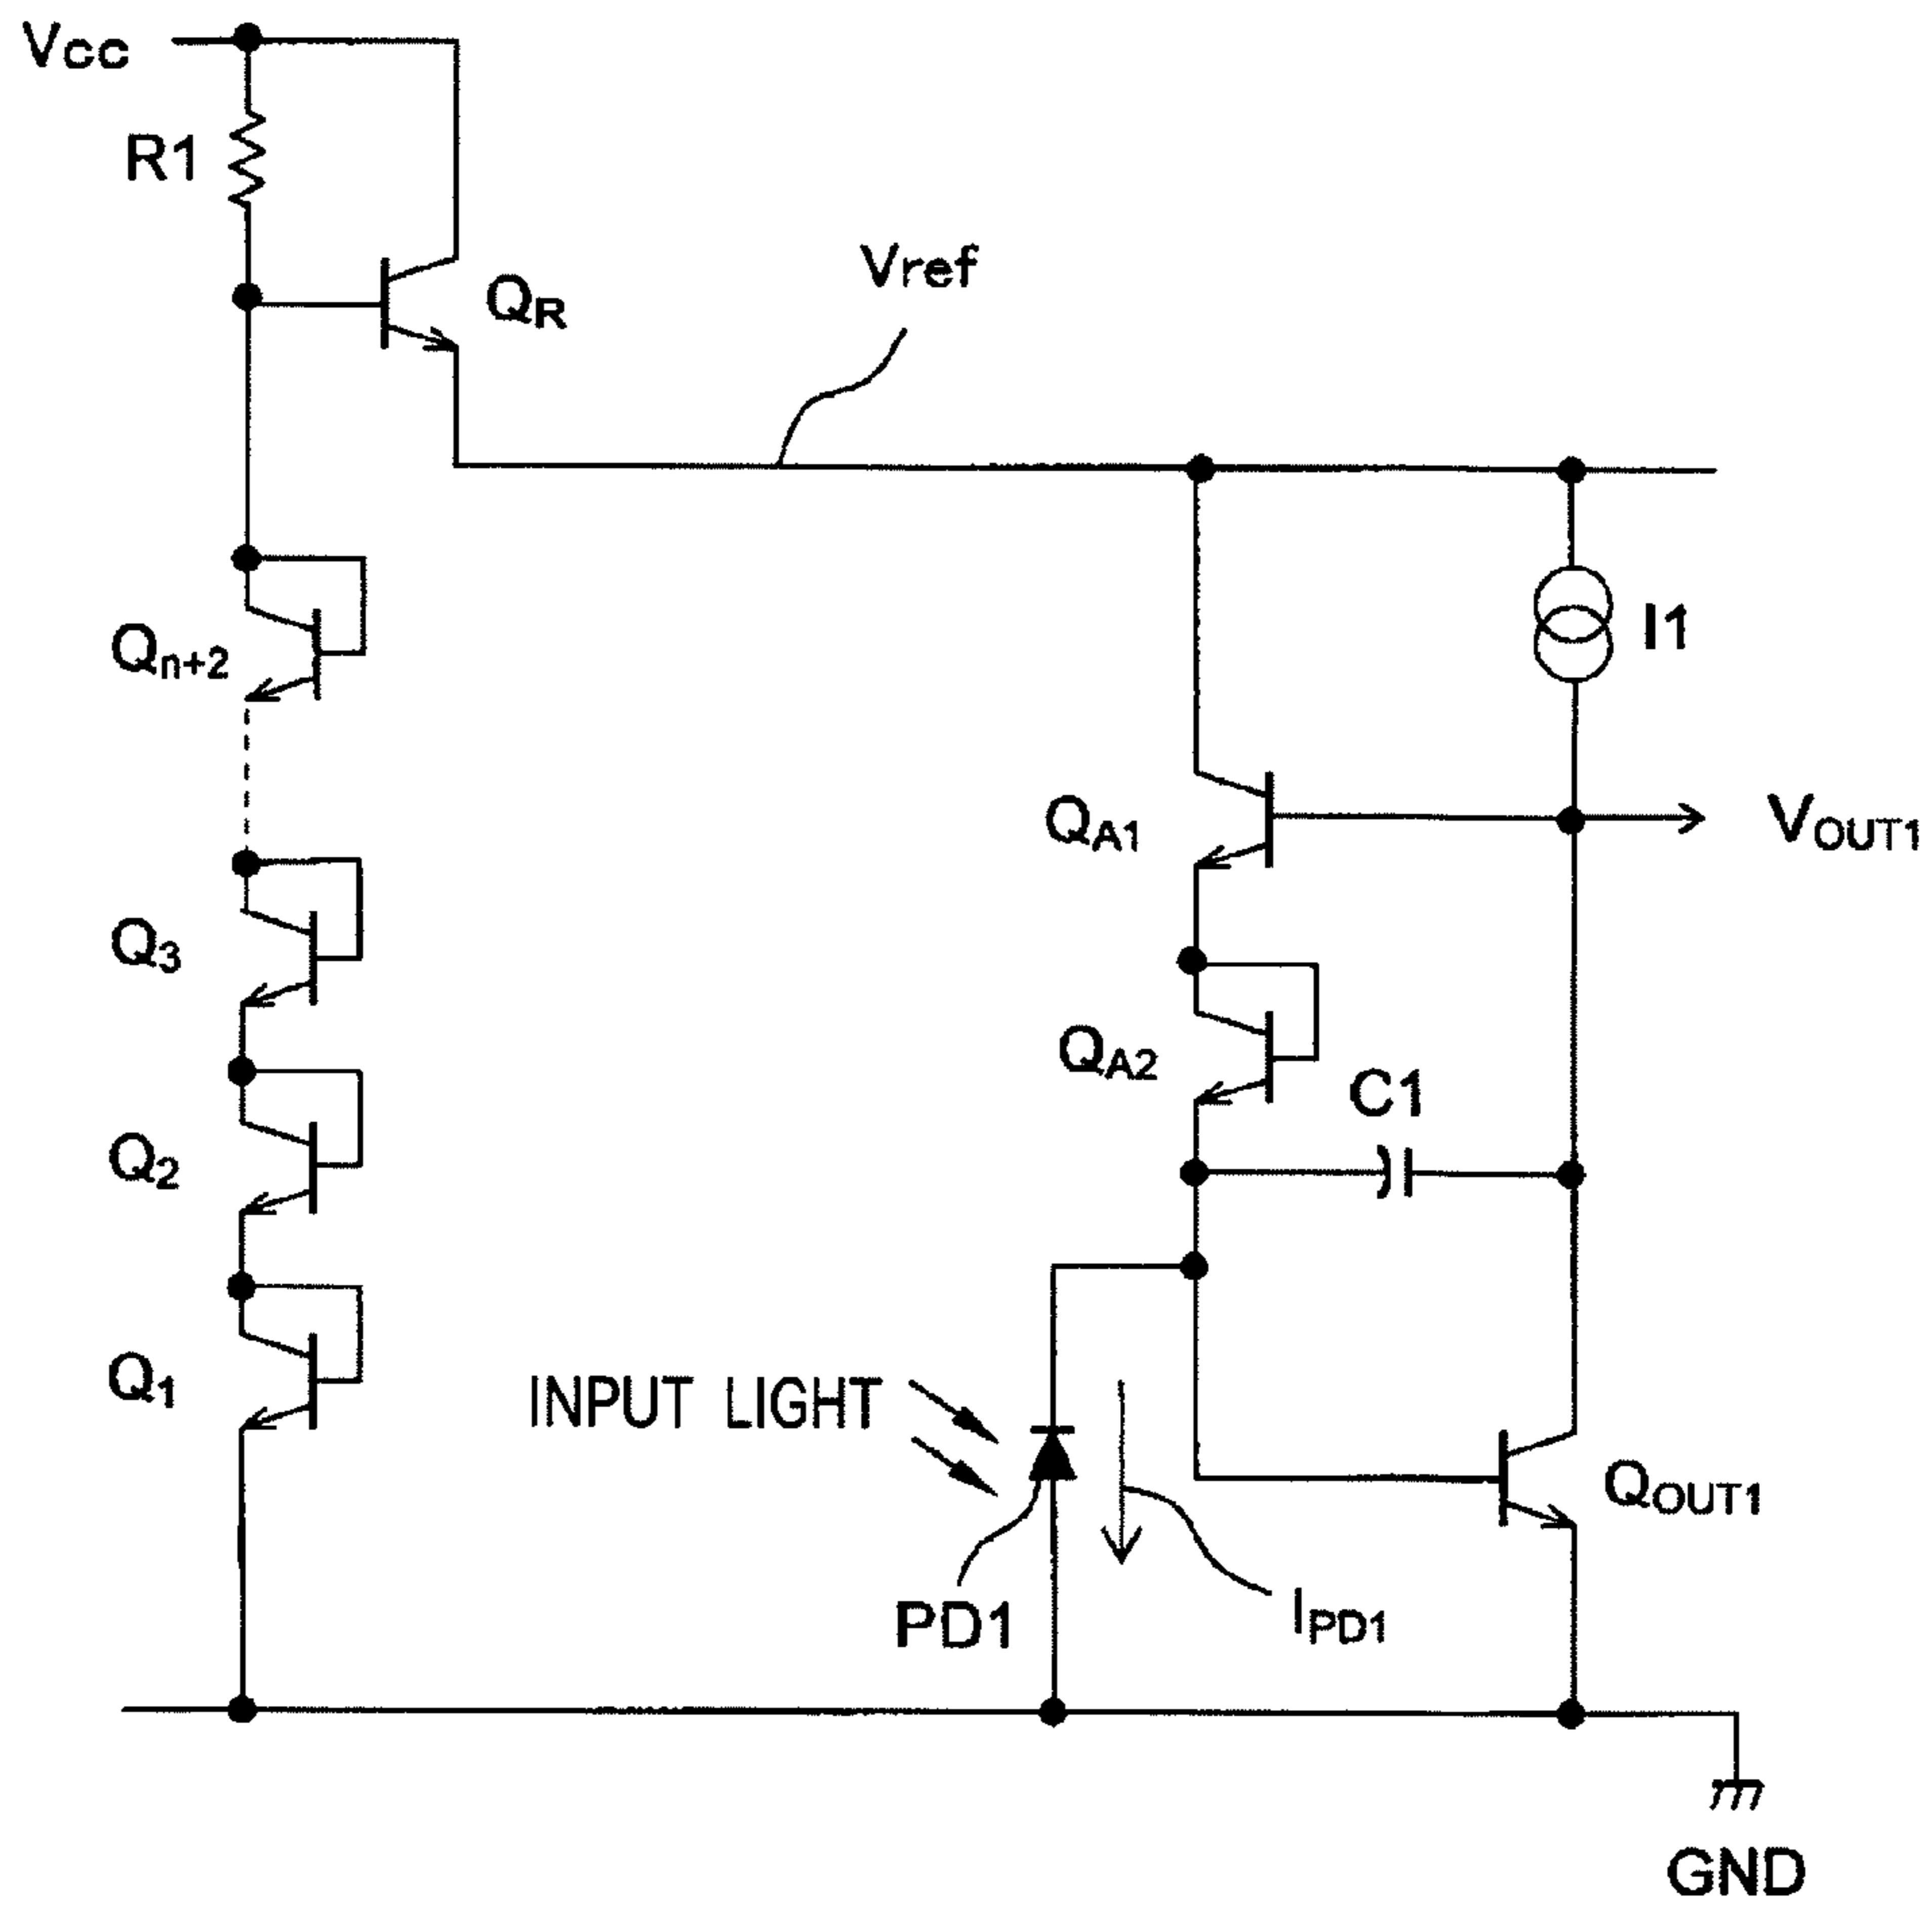 Vcc
R1
QR
Vref
Qn+2
I1
QA1
VOUT1
Q3
QA2
C1
Q2
Q1
INPUT LIGHT
QOUT1
PD1
IPD1
GND